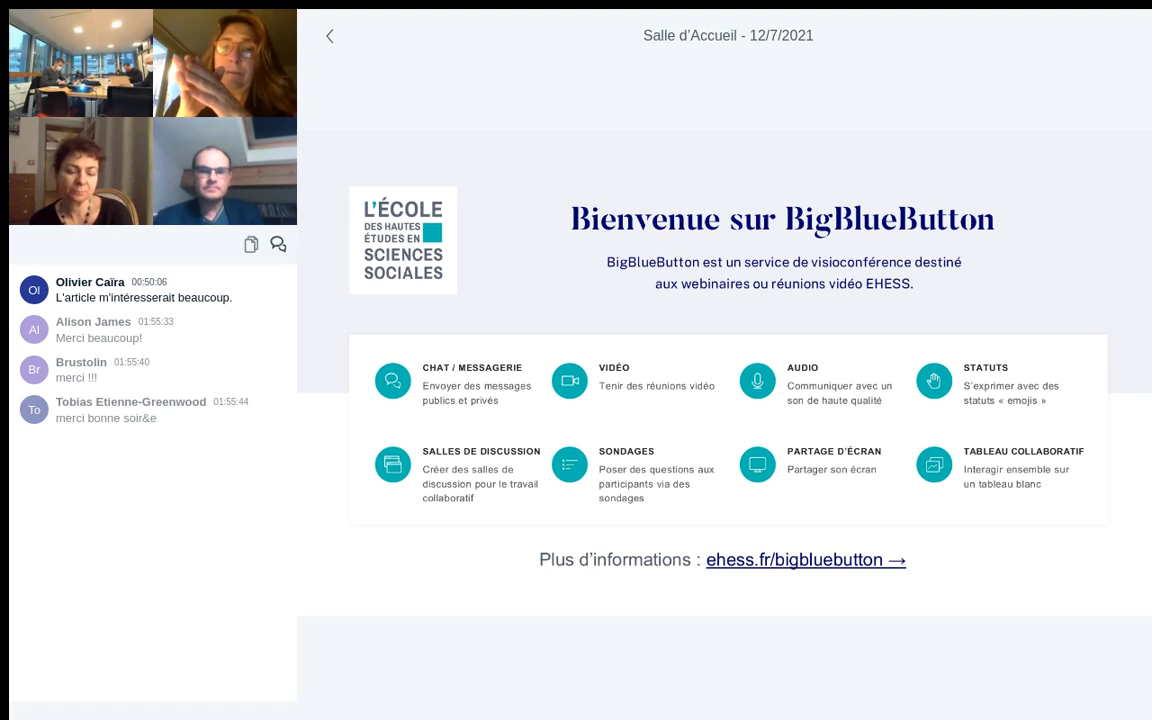 Salle d'Accueil - 12/7/2021
Ol
Olivier Caïra 00:50:06
L'article m'intéresserait beaucoup.
Al
Alison James 01:55:33
Merci beaucoup!
Br
Brustolin 01:55:40
merci !!!
To
Tobias Etienne-Greenwood 01:55:44
merci bonne soir&e
L'ÉCOLE
DES HAUTES
ÉTUDES EN
SCIENCES
SOCIALES
Bienvenue sur BigBlueButton
BigBlueButton est un service de visioconférence destiné
aux webinaires ou réunions vidéo EHESS.
CHAT / MESSAGERIE
Envoyer des messages
publics et privés
VIDÉO
Tenir des réunions vidéo
AUDIO
Communiquer avec un
son de haute qualité
STATUTS
S'exprimer avec des
statuts « emojis »
SALLES DE DISCUSSION
Créer des salles de
discussion pour le travail
collaboratif
SONDAGES
Poser des questions aux
participants via des
sondages
PARTAGE D'ÉCRAN
Partager son écran
TABLEAU COLLABORATIF
Interagir ensemble sur
un tableau blanc
Plus d'informations : ehess.fr/bigbluebutton →